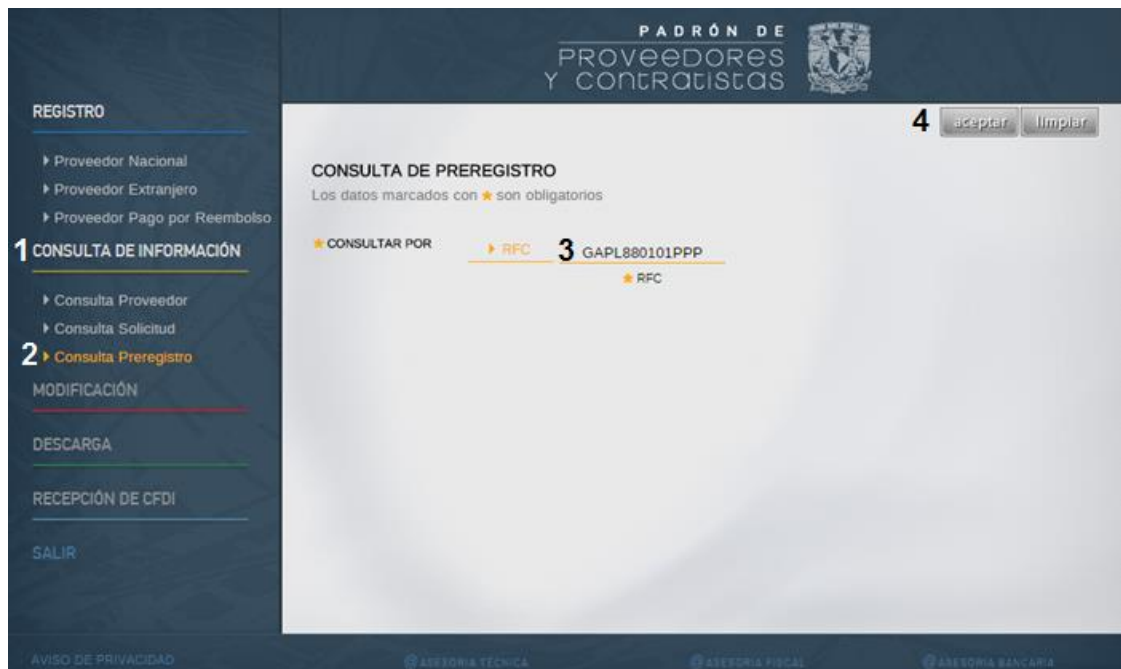 PADRÓN DE
PROVEEDORES
Y CONTRATISTAS
REGISTRO
Proveedor Nacional
Proveedor Extranjero
Proveedor Pago por Reembolso
1 CONSULTA DE INFORMACIÓN
Consulta Proveedor
Consulta Solicitud
2 Consulta Preregistro
MODIFICACIÓN
DESCARGA
RECEPCIÓN DE CFDI
SALIR
4 aceptar limpiar
CONSULTA DE PREREGISTRO
Los datos marcados con ★ son obligatorios
★ CONSULTAR POR RFC 3 GAPL880101PPP
★ RFC
AVISO DE PRIVACIDAD @ ASESORIA TÉCNICA @ ASESORIA FISCAL @ ASESORIA BANCARIA